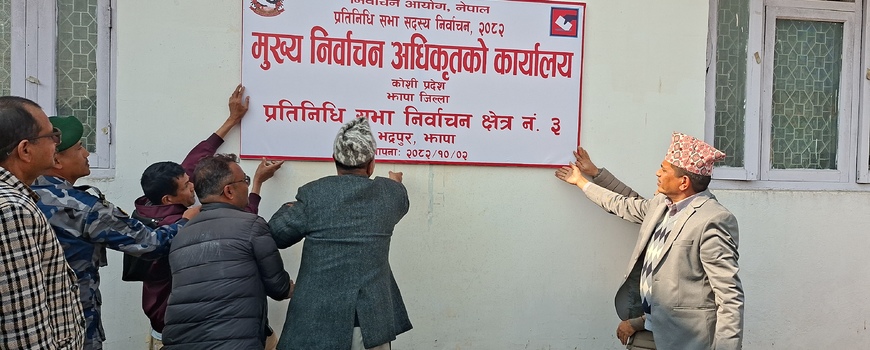 निर्वाचन आयोग, नेपाल
प्रतिनिधि सभा सदस्य निर्वाचन, २०८२
मुख्य निर्वाचन अधिकृतको कार्यालय
कोशी प्रदेश
झापा जिल्ला
प्रतिनिधि सभा निर्वाचन क्षेत्र नं. ३
भद्रपुर, झापा
२०८२/१०/०२